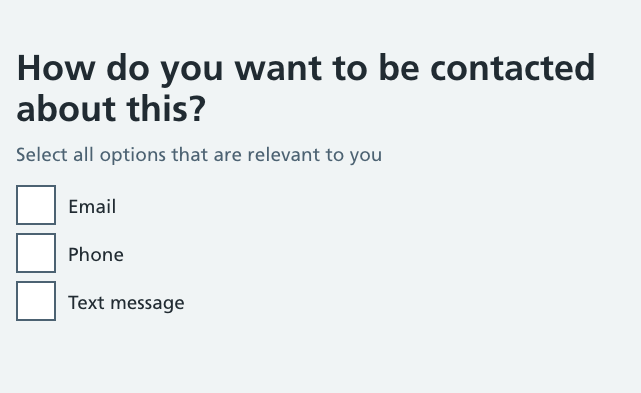 How do you want to be contacted
about this?
Select all options that are relevant to you
Email
Phone
Text message